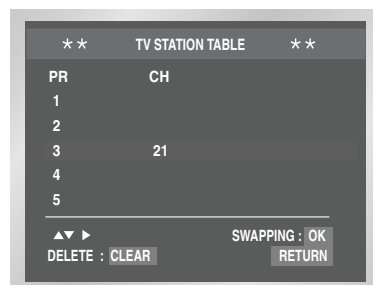 ** TV STATION TABLE **
PR CH
1
2
3 21
4
5
▲▼ ▶ SWAPPING : OK
DELETE : CLEAR RETURN